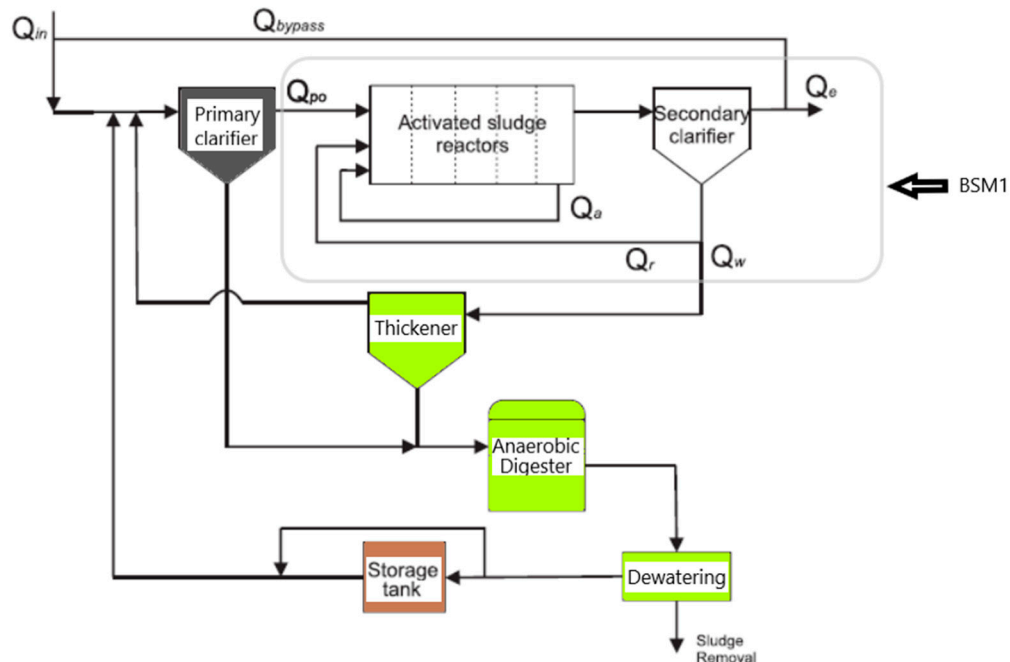 Qin
Qbypass
Qpo
Qe
Primary
clarifier
Activated sludge
reactors
Secondary
clarifier
BSM1
Qa
Qr
Qw
Thickener
Anaerobic
Digester
Storage
tank
Dewatering
Sludge
Removal